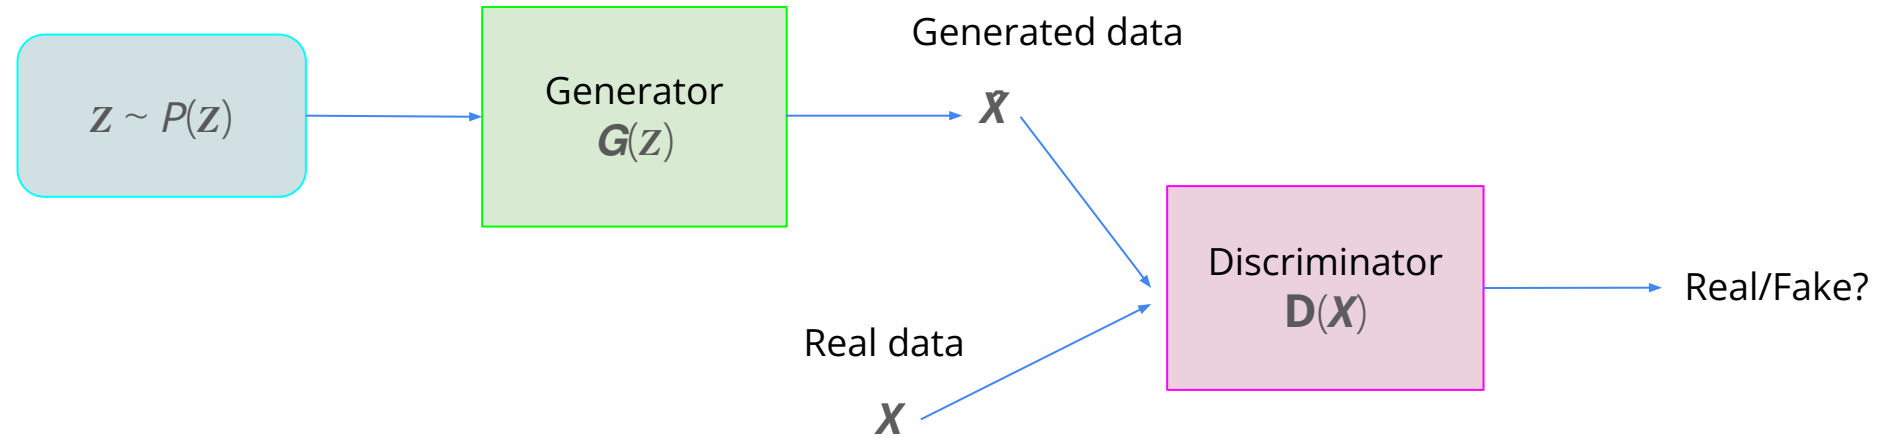 z ~ P(z)
Generator
G(z)
Generated data
X̂
Real data
X
Discriminator
D(X)
Real/Fake?